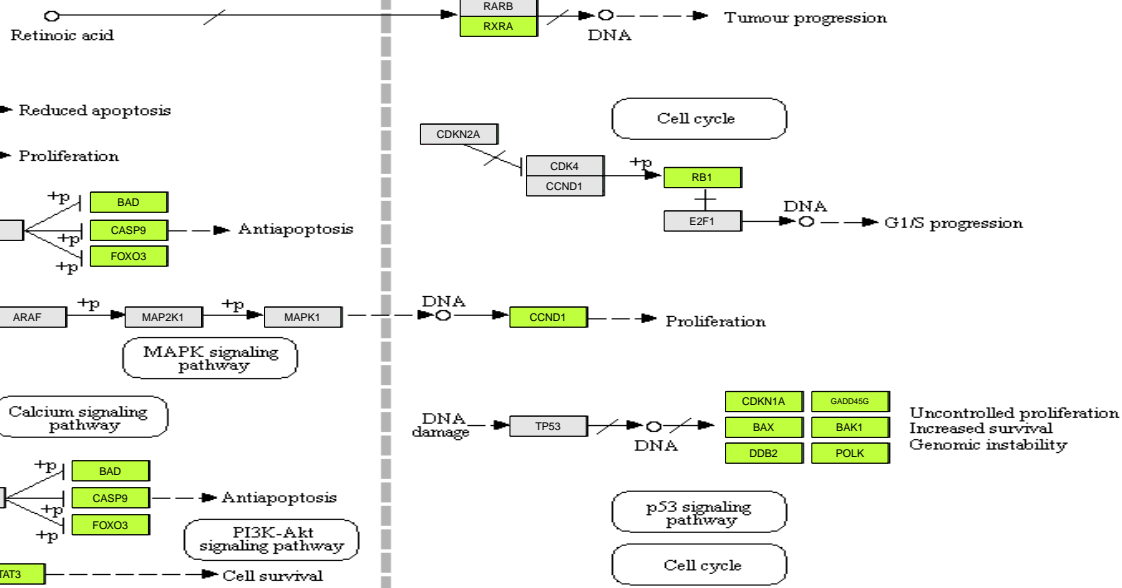 RARB
RXRA
Tumour progression
Retinoic acid
DNA
Reduced apoptosis
Cell cycle
CDKN2A
Proliferation
CDK4
CCND1
+p
RB1
+p
BAD
+p
CASP9
Antiapoptosis
+p
FOXO3
E2F1
DNA
G1/S progression
ARAF
+p
MAP2K1
+p
MAPK1
DNA
CCND1
Proliferation
MAPK signaling
pathway
Calcium signaling
pathway
DNA
damage
TP53
DNA
CDKN1A
GADD45G
BAX
BAK1
DDB2
POLK
Uncontrolled proliferation
Increased survival
Genomic instability
+p
BAD
+p
CASP9
Antiapoptosis
+p
FOXO3
PI3K-Akt
signaling pathway
TAT3
Cell survival
p53 signaling
pathway
Cell cycle